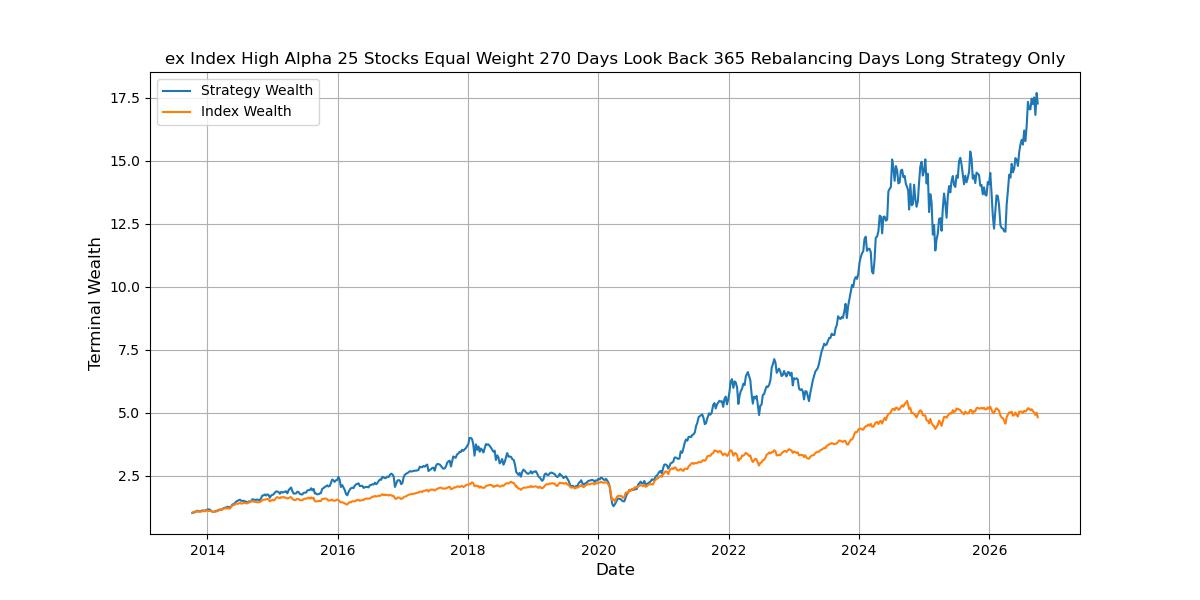 ex Index High Alpha 25 Stocks Equal Weight 270 Days Look Back 365 Rebalancing Days Long Strategy Only
Strategy Wealth
Index Wealth
17.5
15.0
12.5
10.0
7.5
5.0
2.5
Terminal Wealth
2014 2016 2018 2020 2022 2024 2026
Date